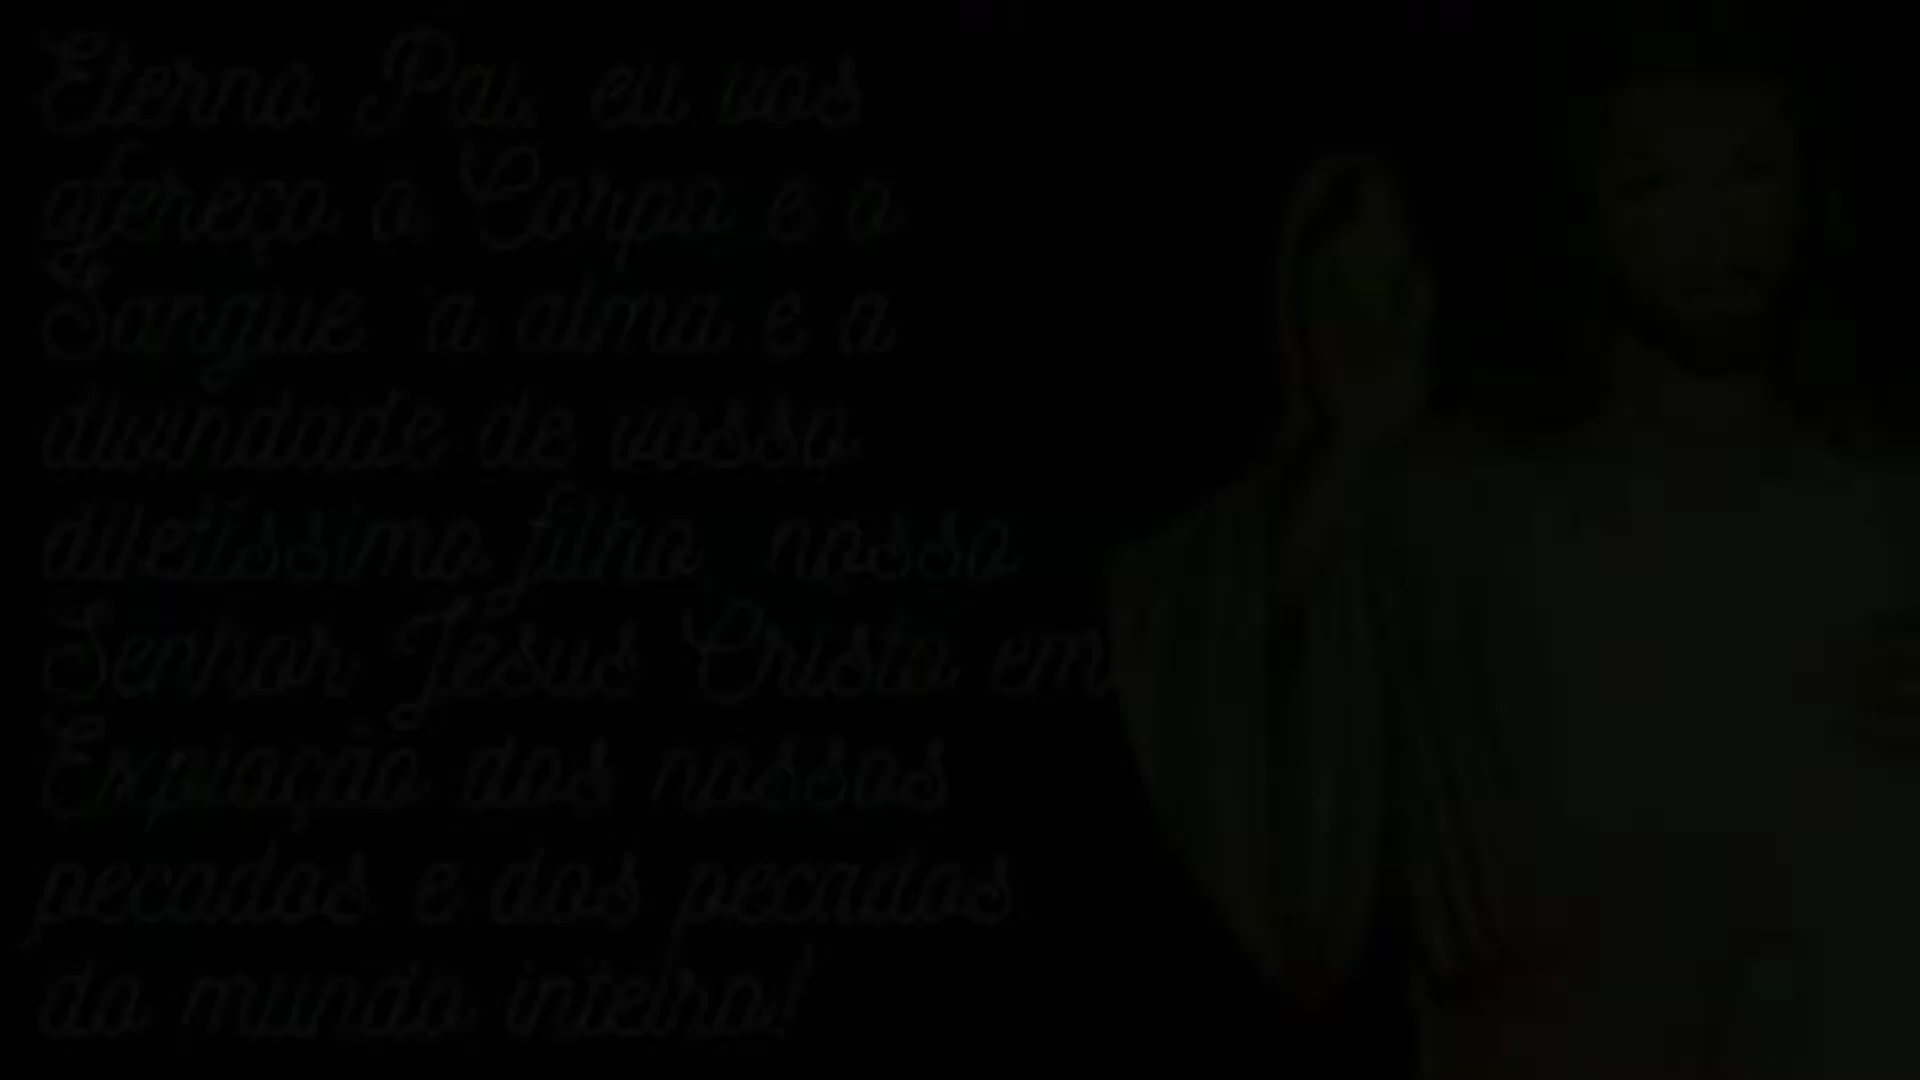 Eterno Pai, eu vos
ofereço o Corpo e o
Sangue, a alma e a
divindade de vosso
diletíssimo filho, nosso
Senhor Jesus Cristo em
Expiação dos nossos
pecados e dos pecados
do mundo inteiro!